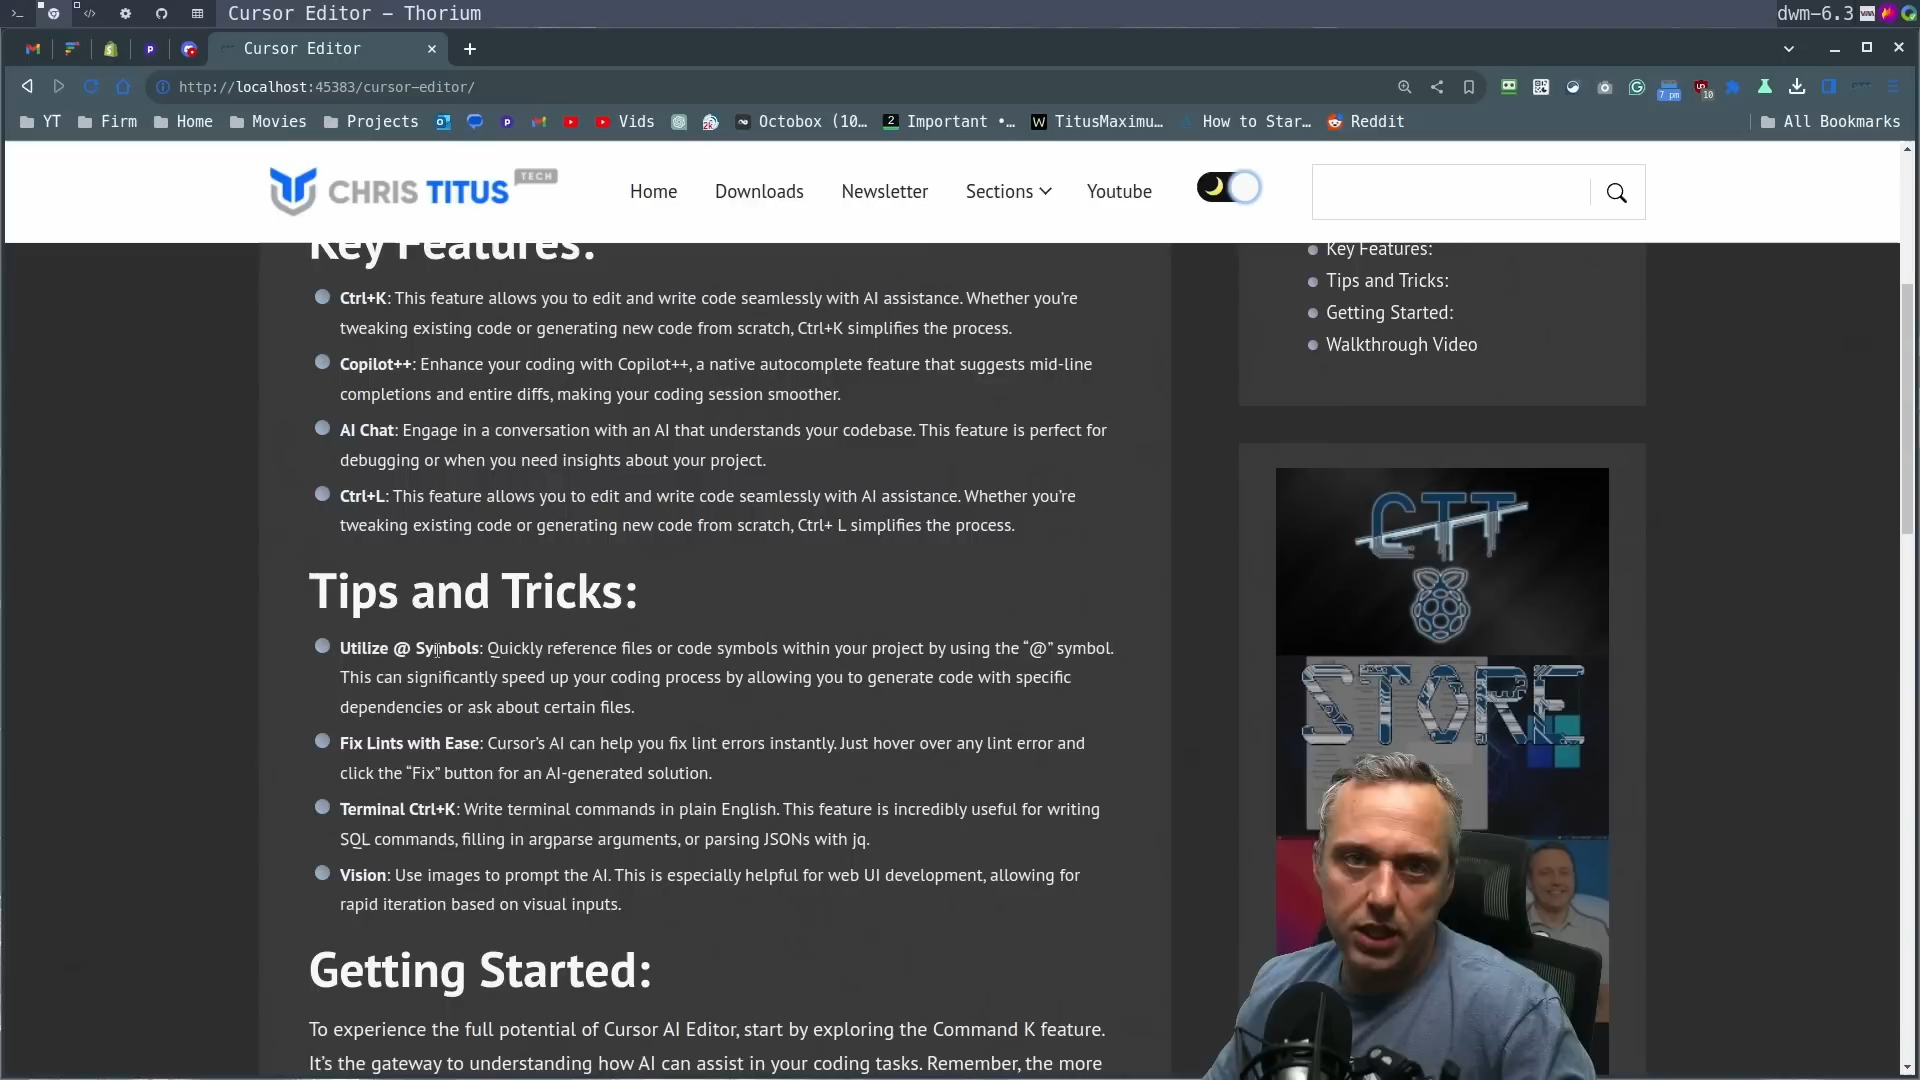 Cursor Editor – Thorium
dwm-6.3
Cursor Editor
http://localhost:45383/cursor-editor/
7 pm
10
YT
Firm
Home
Movies
Projects
Vids
Octobox (10...
Important •...
TitusMaximu...
How to Star...
Reddit
All Bookmarks
CHRIS TITUS TECH
Home
Downloads
Newsletter
Sections
Youtube
Key Features:
Ctrl+K: This feature allows you to edit and write code seamlessly with AI assistance. Whether you’re
tweaking existing code or generating new code from scratch, Ctrl+K simplifies the process.
Copilot++: Enhance your coding with Copilot++, a native autocomplete feature that suggests mid-line
completions and entire diffs, making your coding session smoother.
AI Chat: Engage in a conversation with an AI that understands your codebase. This feature is perfect for
debugging or when you need insights about your project.
Ctrl+L: This feature allows you to edit and write code seamlessly with AI assistance. Whether you’re
tweaking existing code or generating new code from scratch, Ctrl+ L simplifies the process.
Tips and Tricks:
Utilize @ Symbols: Quickly reference files or code symbols within your project by using the “@” symbol.
This can significantly speed up your coding process by allowing you to generate code with specific
dependencies or ask about certain files.
Fix Lints with Ease: Cursor’s AI can help you fix lint errors instantly. Just hover over any lint error and
click the “Fix” button for an AI-generated solution.
Terminal Ctrl+K: Write terminal commands in plain English. This feature is incredibly useful for writing
SQL commands, filling in argparse arguments, or parsing JSONs with jq.
Vision: Use images to prompt the AI. This is especially helpful for web UI development, allowing for
rapid iteration based on visual inputs.
Getting Started:
To experience the full potential of Cursor AI Editor, start by exploring the Command K feature.
It’s the gateway to understanding how AI can assist in your coding tasks. Remember, the more
Key Features:
Tips and Tricks:
Getting Started:
Walkthrough Video
CTT
STORE